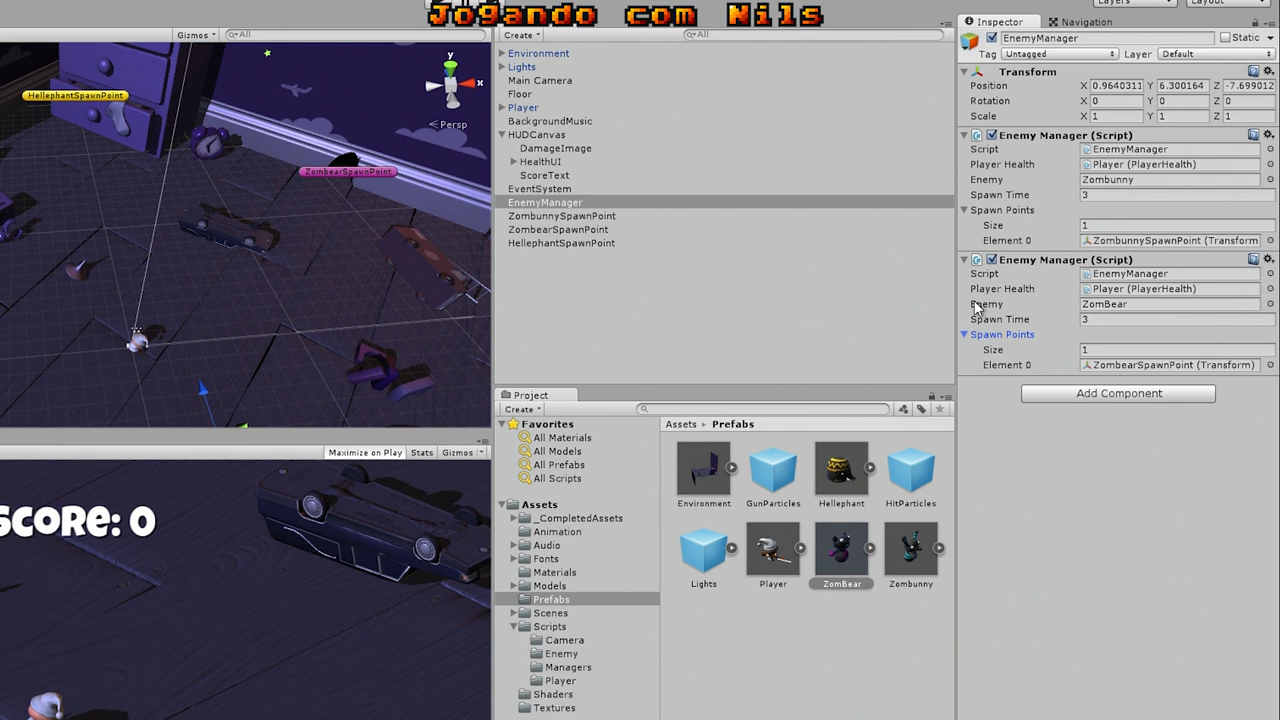 Jogando com Nils
Layers
Layout
Gizmos
All
HellephantSpawnPoint
ZombearSpawnPoint
y
x
Persp
Create
All
Environment
Lights
Main Camera
Floor
Player
BackgroundMusic
HUDCanvas
DamageImage
HealthUI
ScoreText
EventSystem
EnemyManager
ZombunnySpawnPoint
ZombearSpawnPoint
HellephantSpawnPoint
Inspector
Navigation
EnemyManager
Static
Tag Untagged Layer Default
Transform
Position X 0.9640311 Y 6.300164 Z -7.699012
Rotation X 0 Y 0 Z 0
Scale X 1 Y 1 Z 1
Enemy Manager (Script)
Script EnemyManager
Player Health Player (PlayerHealth)
Enemy Zombunny
Spawn Time 3
Spawn Points
Size 1
Element 0 ZombunnySpawnPoint (Transform
Enemy Manager (Script)
Script EnemyManager
Player Health Player (PlayerHealth)
Enemy ZomBear
Spawn Time 3
Spawn Points
Size 1
Element 0 ZombearSpawnPoint (Transform)
Add Component
Maximize on Play Stats Gizmos
SCORE: 0
Project
Create
Favorites
All Materials
All Models
All Prefabs
All Scripts
Assets
_CompletedAssets
Animation
Audio
Fonts
Materials
Models
Prefabs
Scenes
Scripts
Camera
Enemy
Managers
Player
Shaders
Textures
Assets Prefabs
Environment GunParticles Hellephant HitParticles
Lights Player ZomBear Zombunny